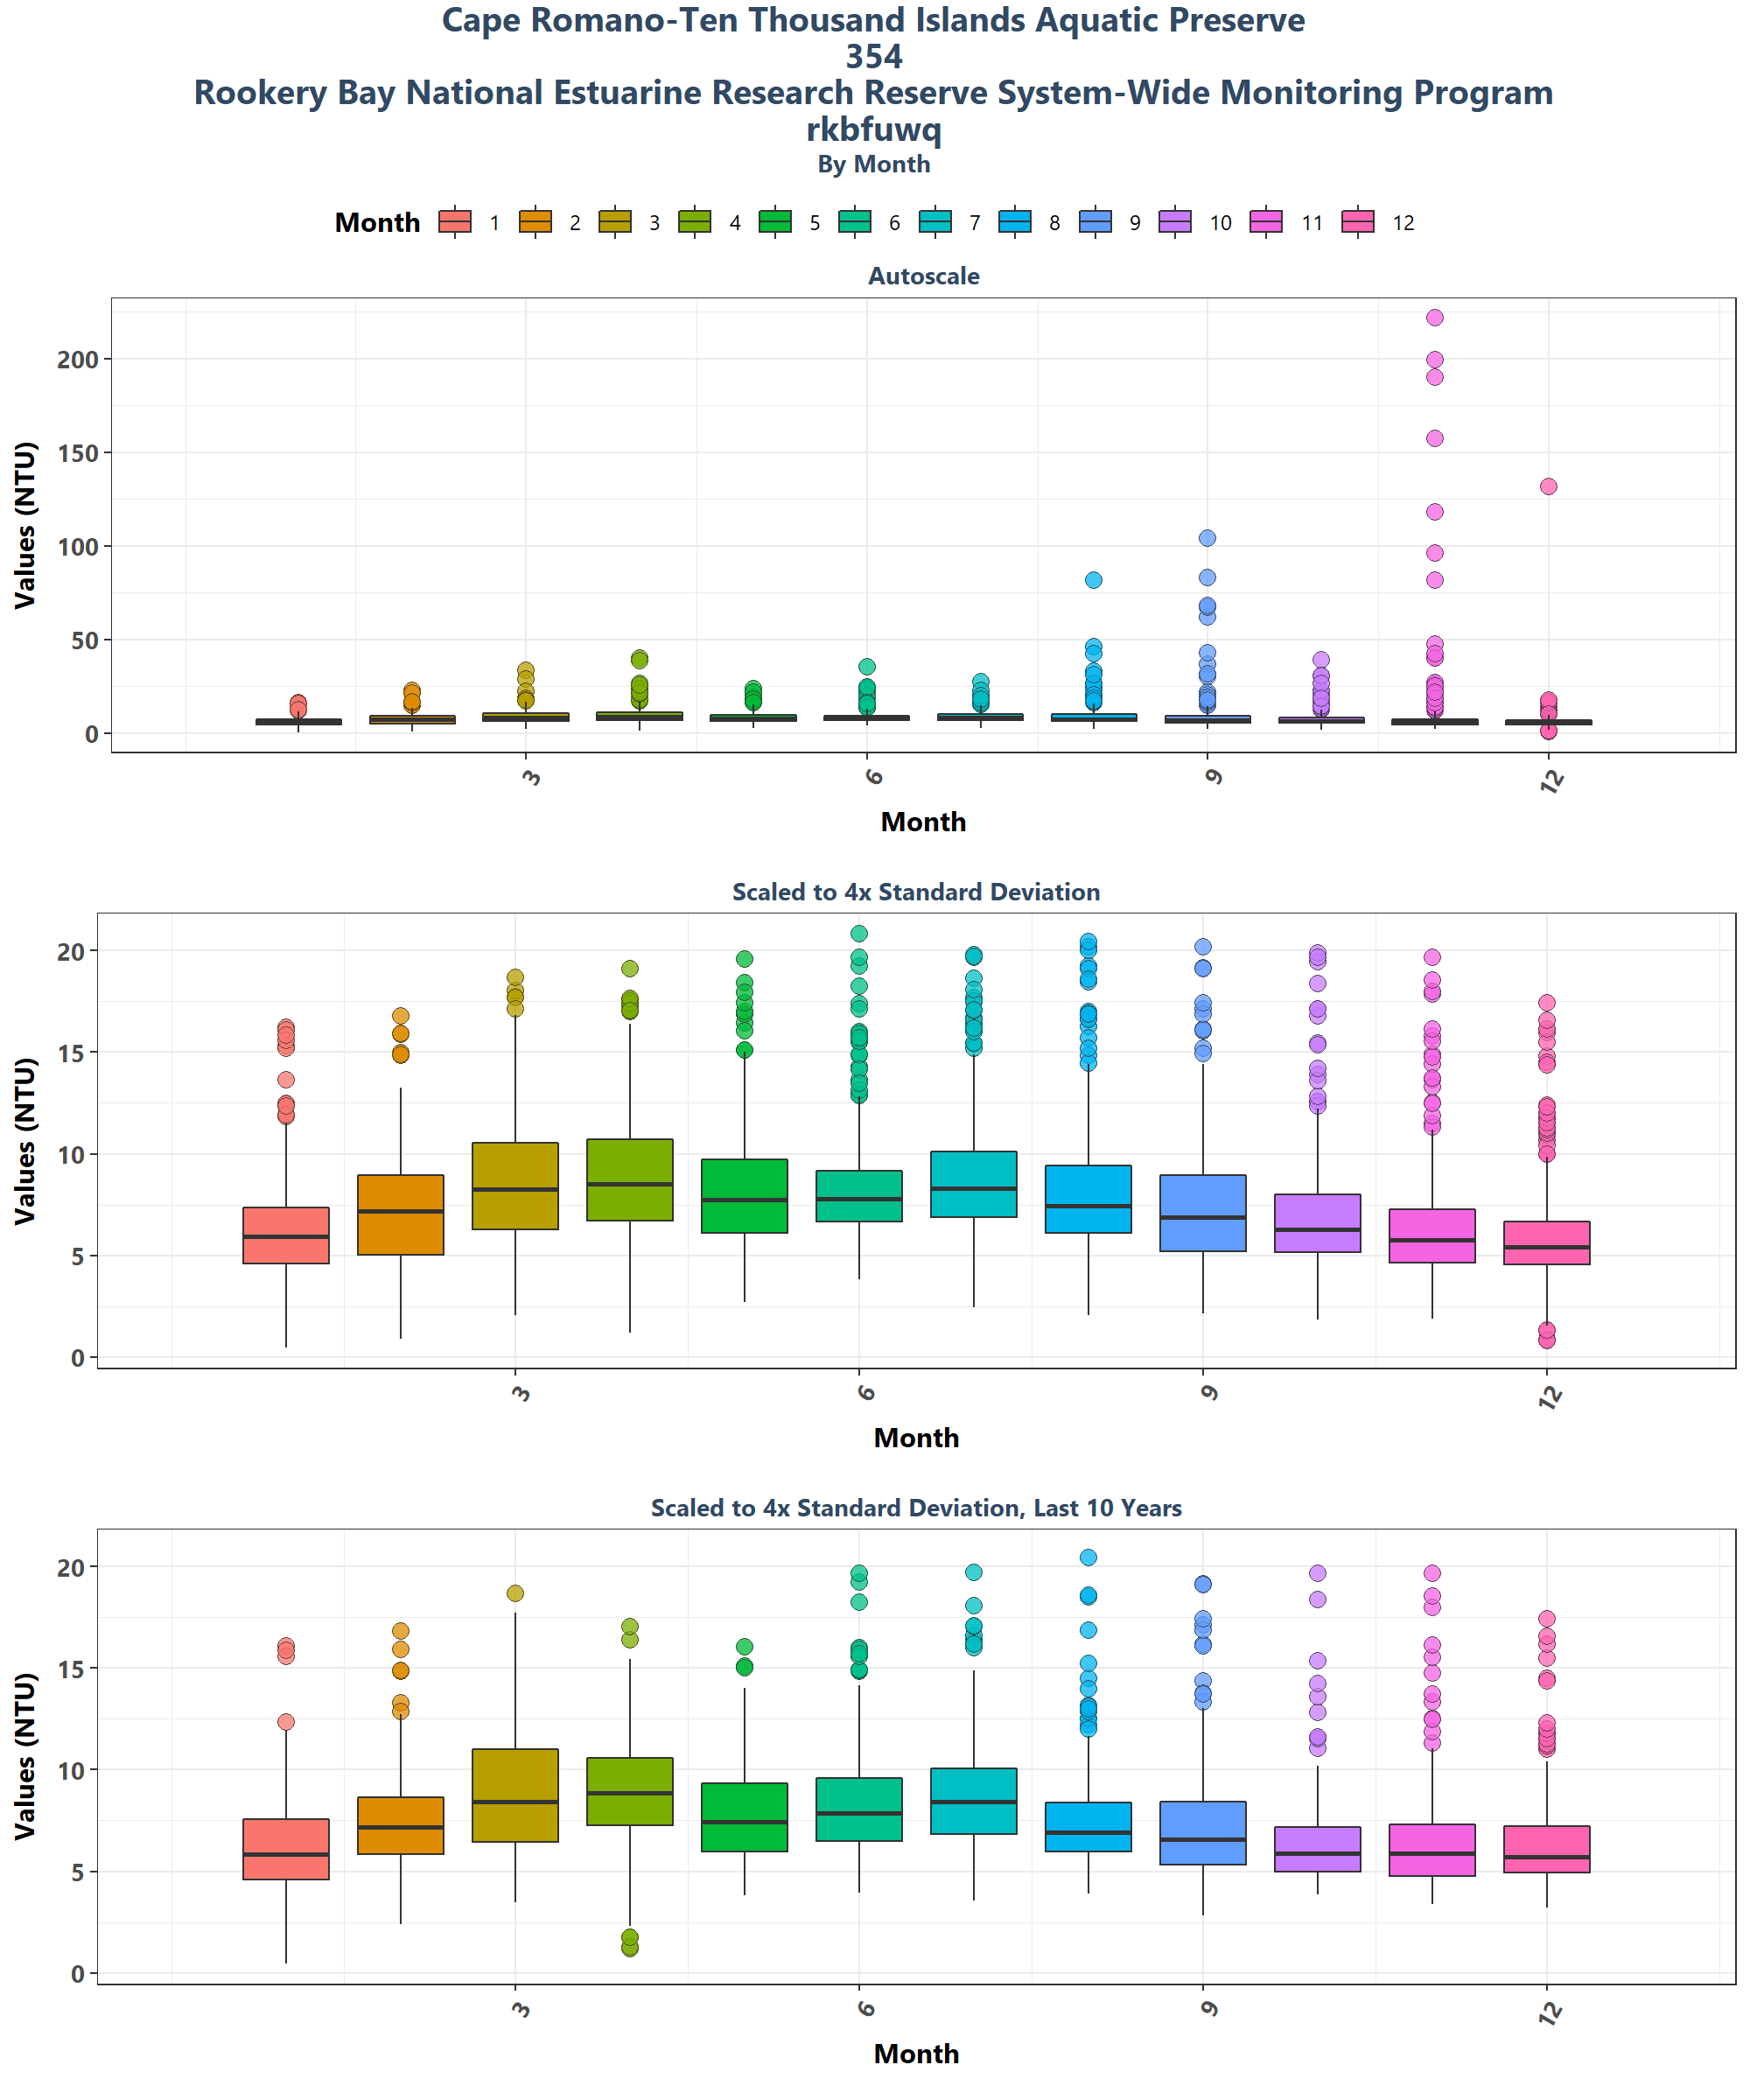 Cape Romano-Ten Thousand Islands Aquatic Preserve
354
Rookery Bay National Estuarine Research Reserve System-Wide Monitoring Program
rkbfuwq
By Month
Month 1 2 3 4 5 6 7 8 9 10 11 12
Autoscale
Values (NTU)
200
150
100
50
0
3 6 9 12
Month
Scaled to 4x Standard Deviation
Values (NTU)
20
15
10
5
0
3 6 9 12
Month
Scaled to 4x Standard Deviation, Last 10 Years
Values (NTU)
20
15
10
5
0
3 6 9 12
Month